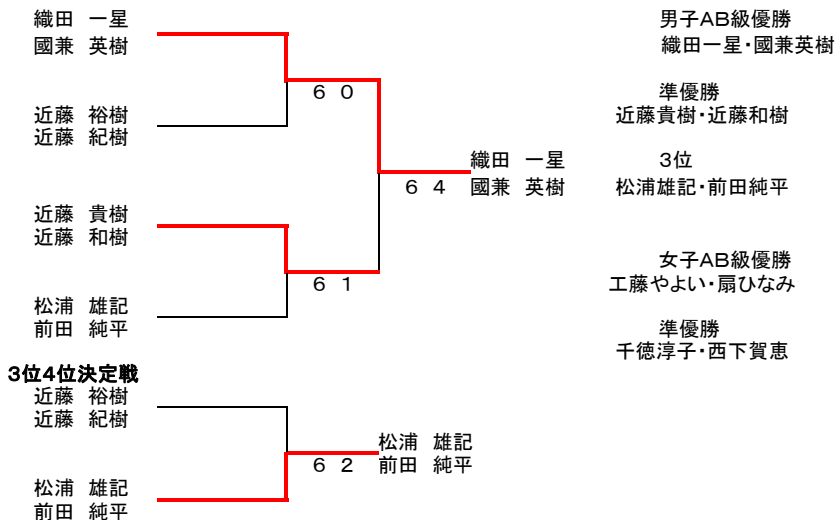 織田 一星
國兼 英樹
6 0
近藤 裕樹
近藤 紀樹
織田 一星
6 4 國兼 英樹
近藤 貴樹
近藤 和樹
6 1
松浦 雄記
前田 純平
3位4位決定戦
近藤 裕樹
近藤 紀樹
松浦 雄記
6 2 前田 純平
松浦 雄記
前田 純平
男子AB級優勝
織田一星・國兼英樹
準優勝
近藤貴樹・近藤和樹
3位
松浦雄記・前田純平
女子AB級優勝
工藤やよい・扇ひなみ
準優勝
千徳淳子・西下賀恵